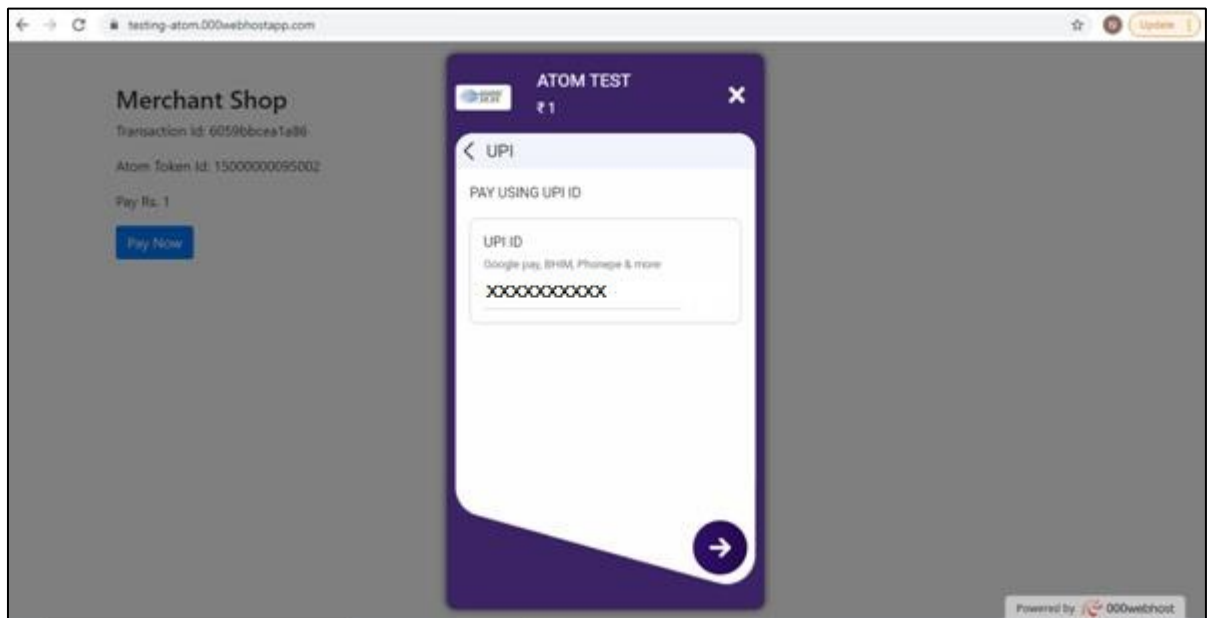 testing-atom.000webhostapp.com
Update
Merchant Shop
Transaction Id: 6059bbcea1a86
Atom Token Id: 15000000095002
Pay Rs. 1
Pay Now
ATOM TEST
₹1
UPI
PAY USING UPI ID
UPI ID
Google pay, BHIM, Phonepe & more
XXXXXXXXXX
Powered by 000webhost